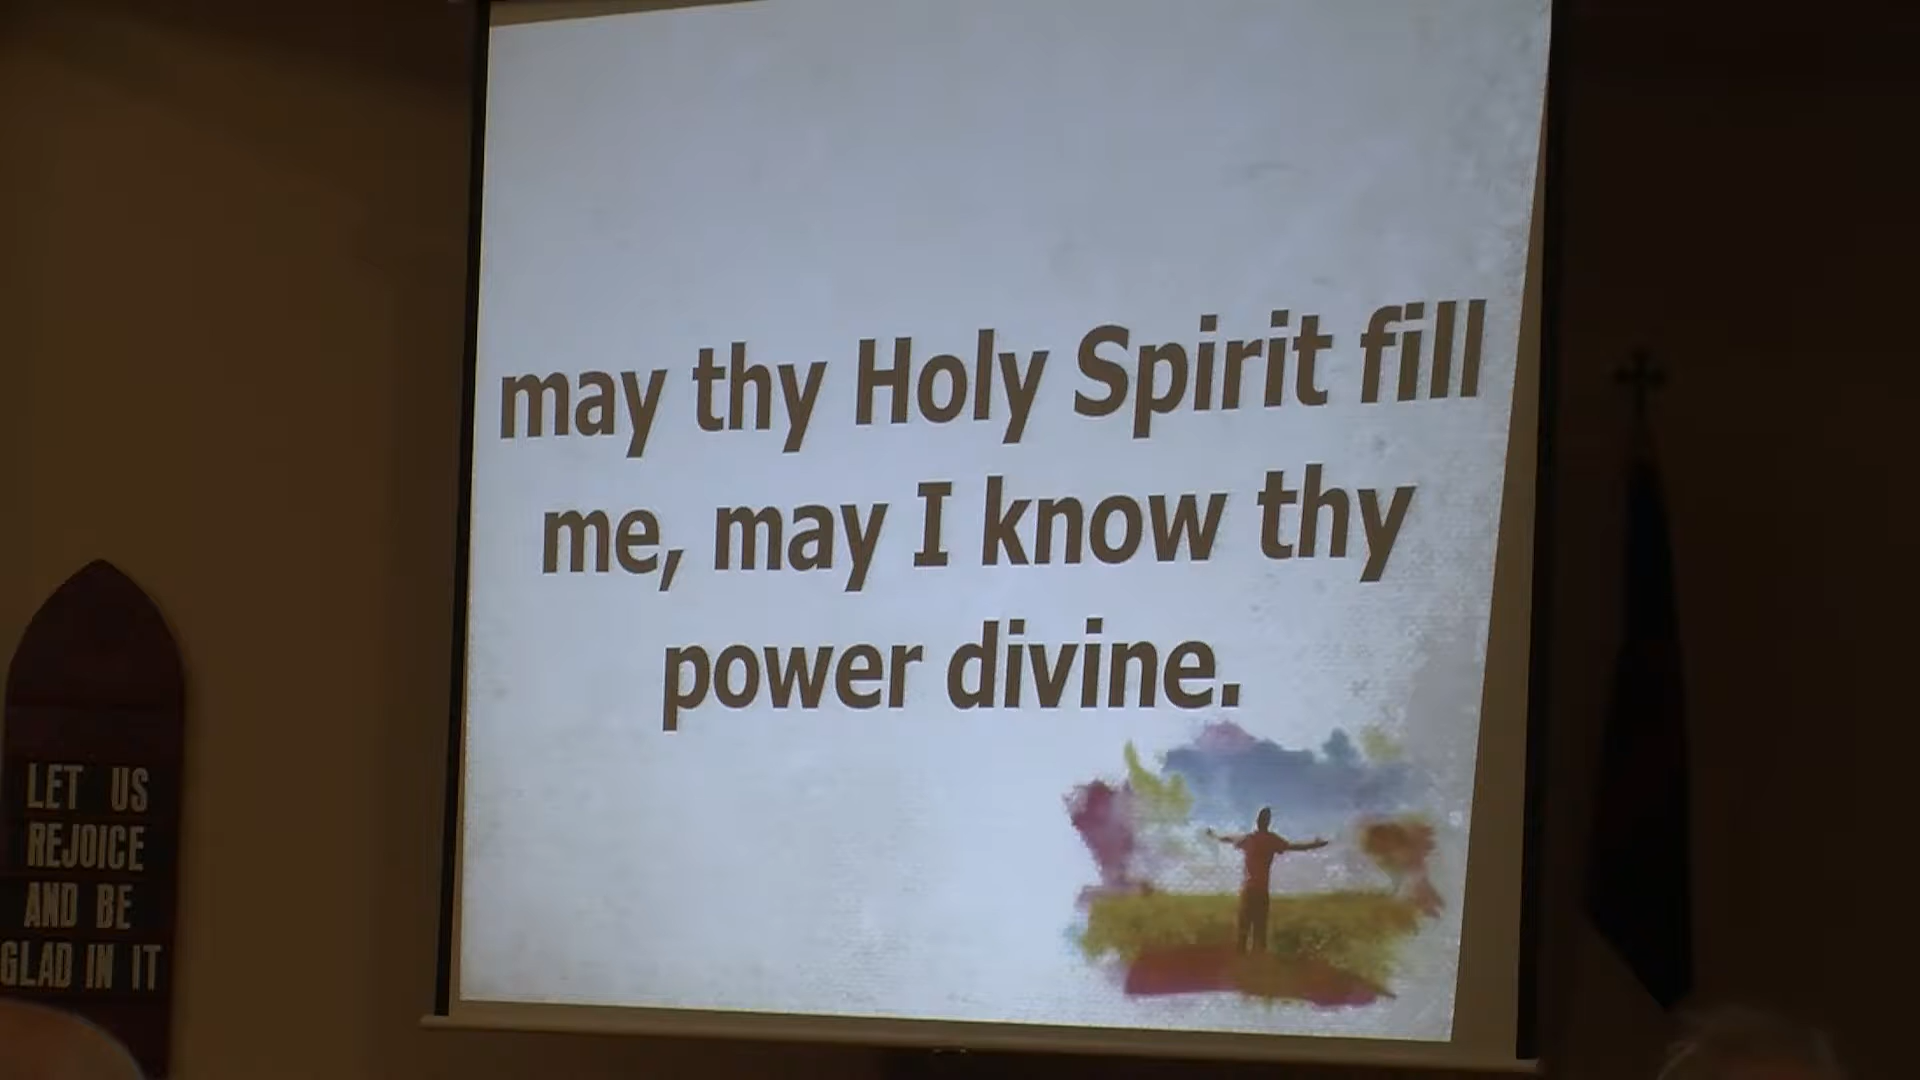 may thy Holy Spirit fill
me, may I know thy
power divine.
LET US
REJOICE
AND BE
GLAD IN IT